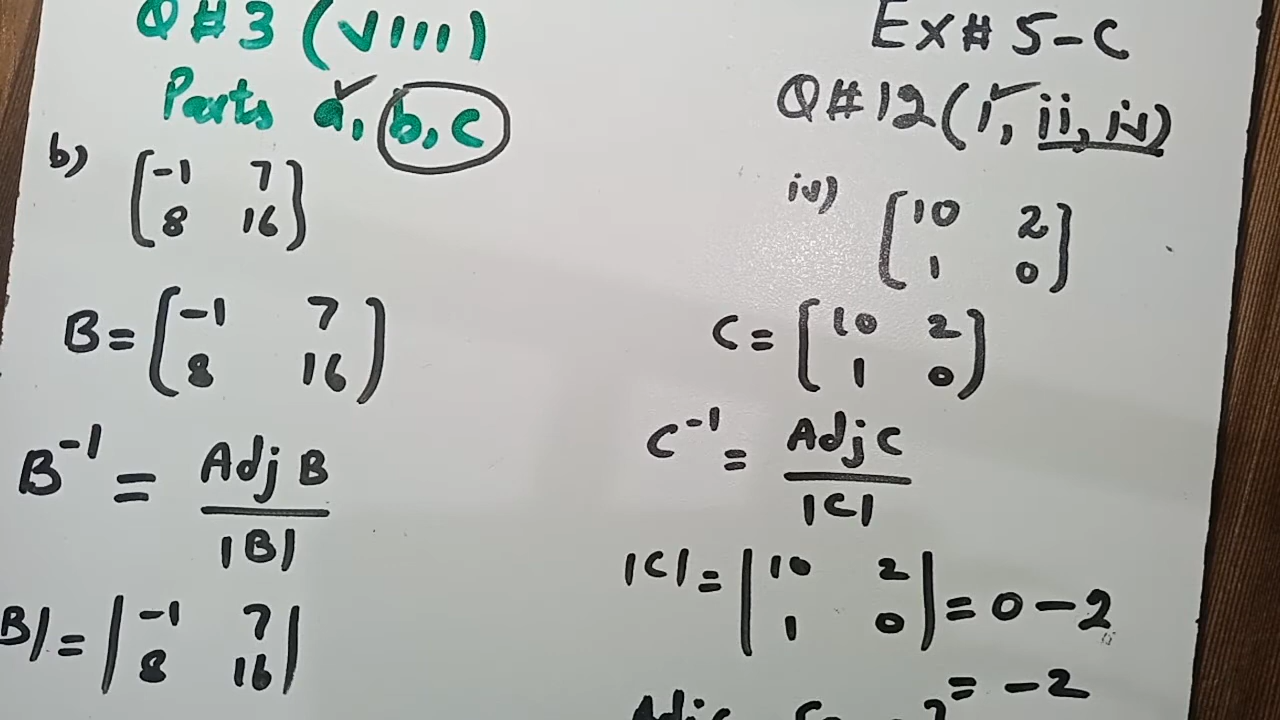 Q#3 (VIII)
Parts a, b, c
b) [-1 7
8 16]
B = [-1 7
8 16]
B⁻¹ = Adj B
|B|
B| = |-1 7
8 16|
Ex# 5-C
Q#12 (i, ii, iv)
iv) [10 2
1 0]
C = [10 2
1 0]
C⁻¹ = Adj C
|C|
|C| = |10 2
1 0| = 0-2
= -2